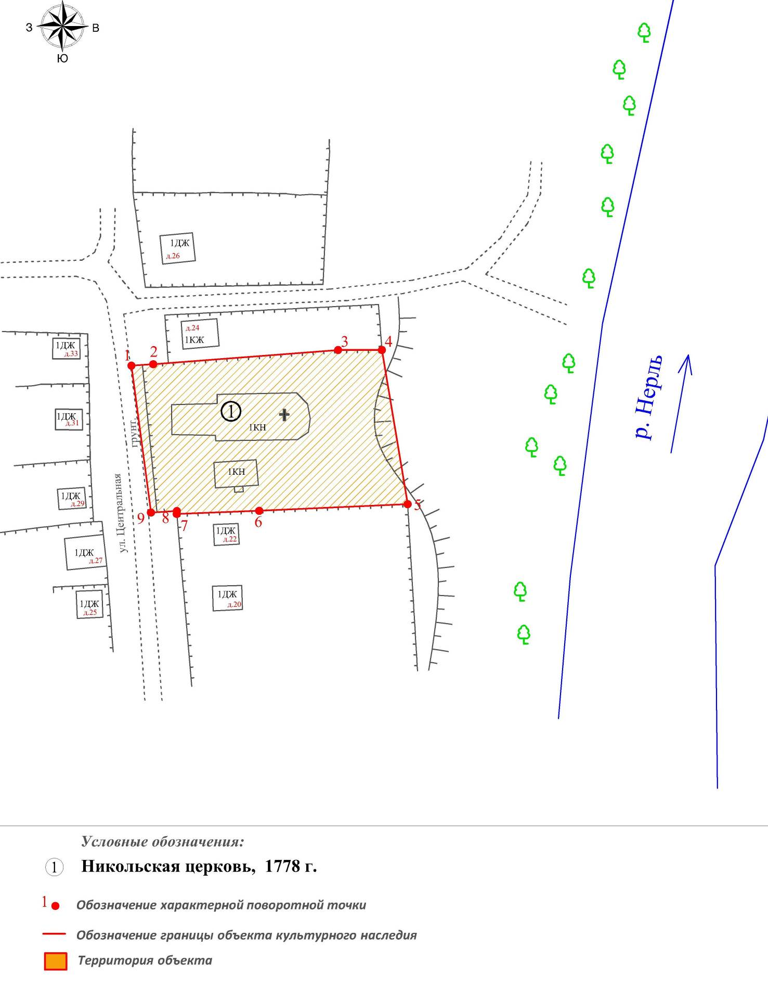 З
В
Ю
1ДЖ
д.26
д.24
1КЖ
1
2
3
4
1ДЖ
д.33
1
1КН
1ДЖ
д.31
грунт.
р. Нерль
1КН
ул. Центральная
1ДЖ
д.29
9
8
7
6
5
1ДЖ
д.22
1ДЖ
д.27
1ДЖ
д.20
1ДЖ
д.25
Условные обозначения:
1 Никольская церковь, 1778 г.
1 Обозначение характерной поворотной точки
Обозначение границы объекта культурного наследия
Территория объекта